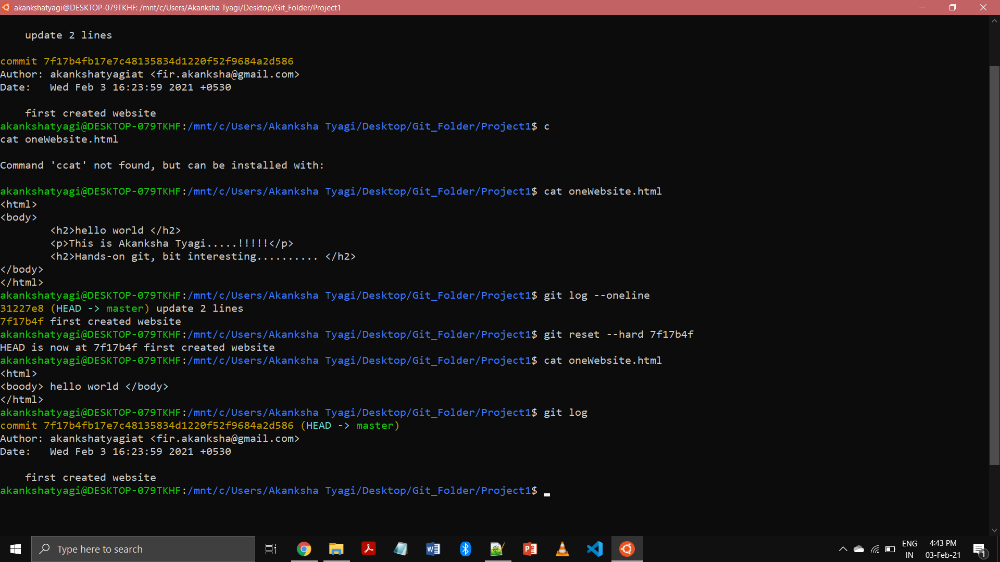 akankshatyagi@DESKTOP-079TKHF: /mnt/c/Users/Akanksha Tyagi/Desktop/Git_Folder/Project1
update 2 lines
commit 7f17b4fb17e7c48135834d1220f52f9684a2d586
Author: akankshatyagiat <fir.akanksha@gmail.com>
Date:   Wed Feb 3 16:23:59 2021 +0530
first created website
akankshatyagi@DESKTOP-079TKHF:/mnt/c/Users/Akanksha Tyagi/Desktop/Git_Folder/Project1$ c
cat oneWebsite.html
Command 'ccat' not found, but can be installed with:
akankshatyagi@DESKTOP-079TKHF:/mnt/c/Users/Akanksha Tyagi/Desktop/Git_Folder/Project1$ cat oneWebsite.html
<html>
<body>
<h2>hello world </h2>
<p>This is Akanksha Tyagi.....!!!!!</p>
<h2>Hands-on git, bit interesting.......... </h2>
</body>
</html>
akankshatyagi@DESKTOP-079TKHF:/mnt/c/Users/Akanksha Tyagi/Desktop/Git_Folder/Project1$ git log --oneline
31227e8 (HEAD -> master) update 2 lines
7f17b4f first created website
akankshatyagi@DESKTOP-079TKHF:/mnt/c/Users/Akanksha Tyagi/Desktop/Git_Folder/Project1$ git reset --hard 7f17b4f
HEAD is now at 7f17b4f first created website
akankshatyagi@DESKTOP-079TKHF:/mnt/c/Users/Akanksha Tyagi/Desktop/Git_Folder/Project1$ cat oneWebsite.html
<html>
<boody> hello world </body>
</html>
akankshatyagi@DESKTOP-079TKHF:/mnt/c/Users/Akanksha Tyagi/Desktop/Git_Folder/Project1$ git log
commit 7f17b4fb17e7c48135834d1220f52f9684a2d586 (HEAD -> master)
Author: akankshatyagiat <fir.akanksha@gmail.com>
Date:   Wed Feb 3 16:23:59 2021 +0530
first created website
akankshatyagi@DESKTOP-079TKHF:/mnt/c/Users/Akanksha Tyagi/Desktop/Git_Folder/Project1$
Type here to search
ENG
IN
4:43 PM
03-Feb-21
1